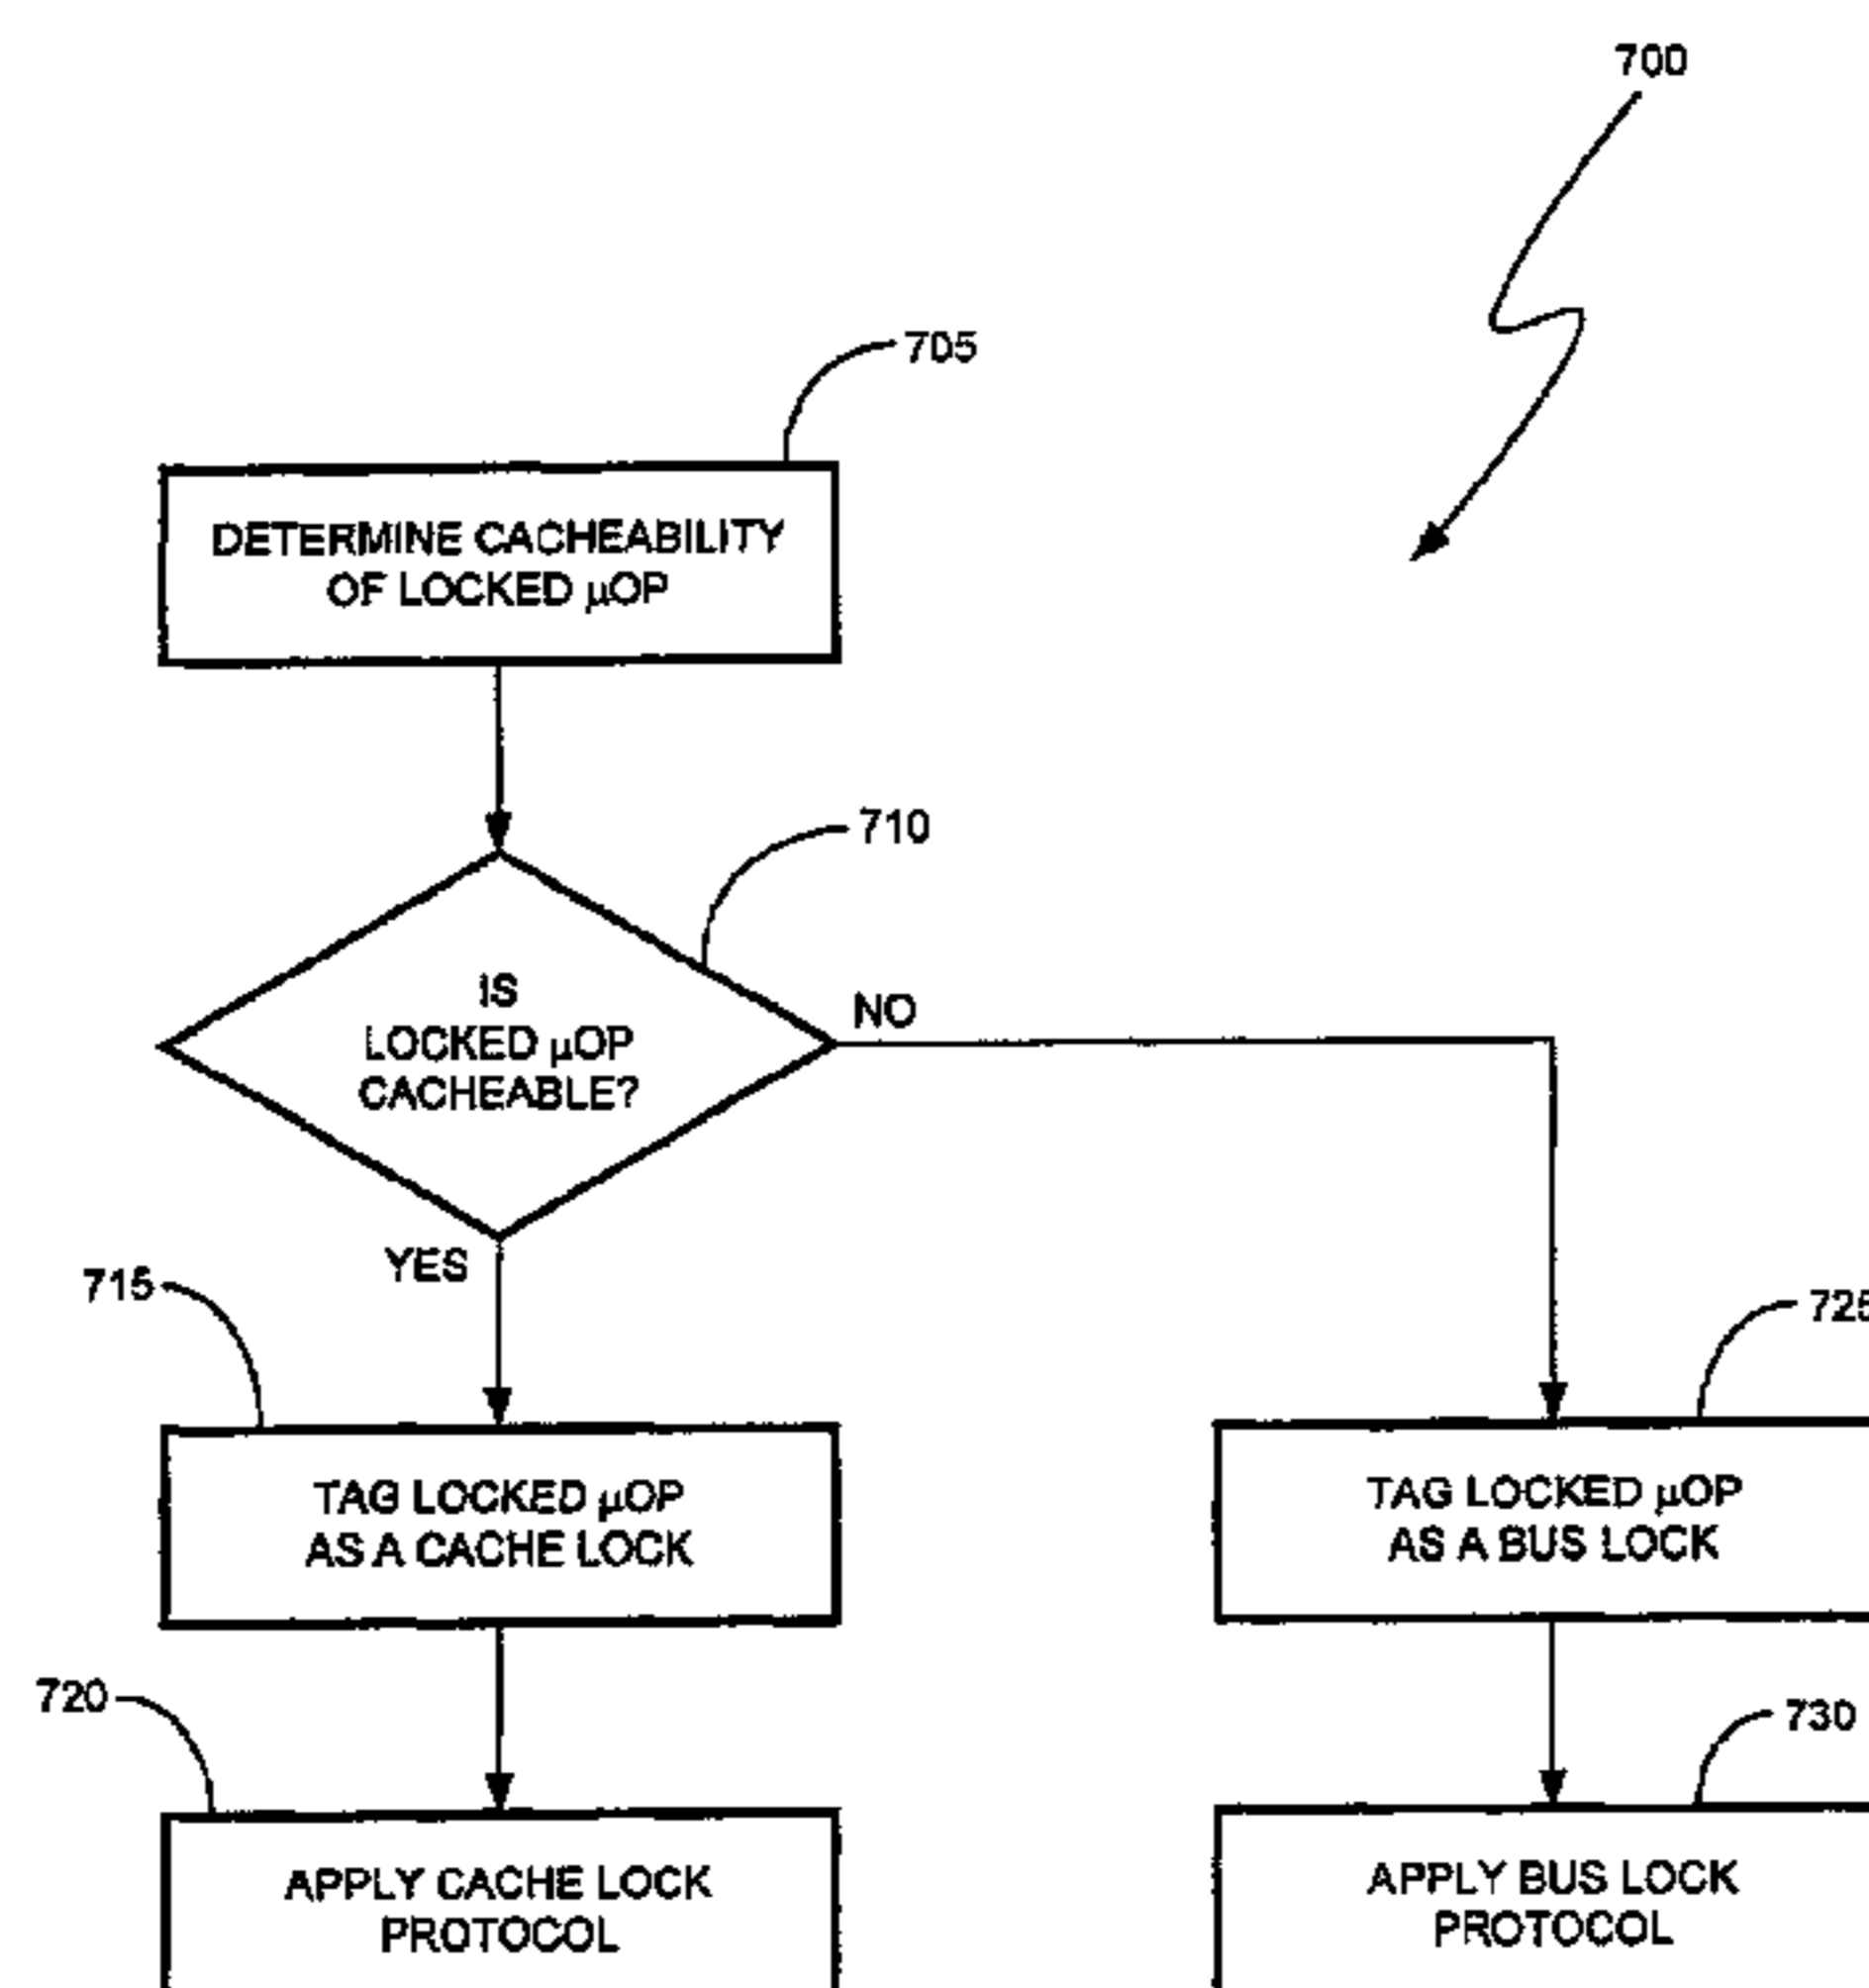 700
705
DETERMINE CACHEABILITY
OF LOCKED µOP
710
IS
LOCKED µOP
CACHEABLE?
NO
YES
715
725
TAG LOCKED µOP
AS A CACHE LOCK
TAG LOCKED µOP
AS A BUS LOCK
720
730
APPLY CACHE LOCK
PROTOCOL
APPLY BUS LOCK
PROTOCOL